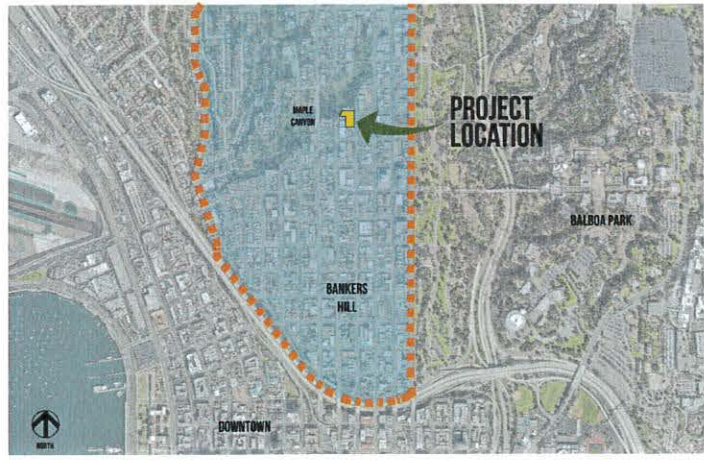 MAPLE
CANYON
PROJECT
LOCATION
BALBOA PARK
BANKERS
HILL
DOWNTOWN
NORTH